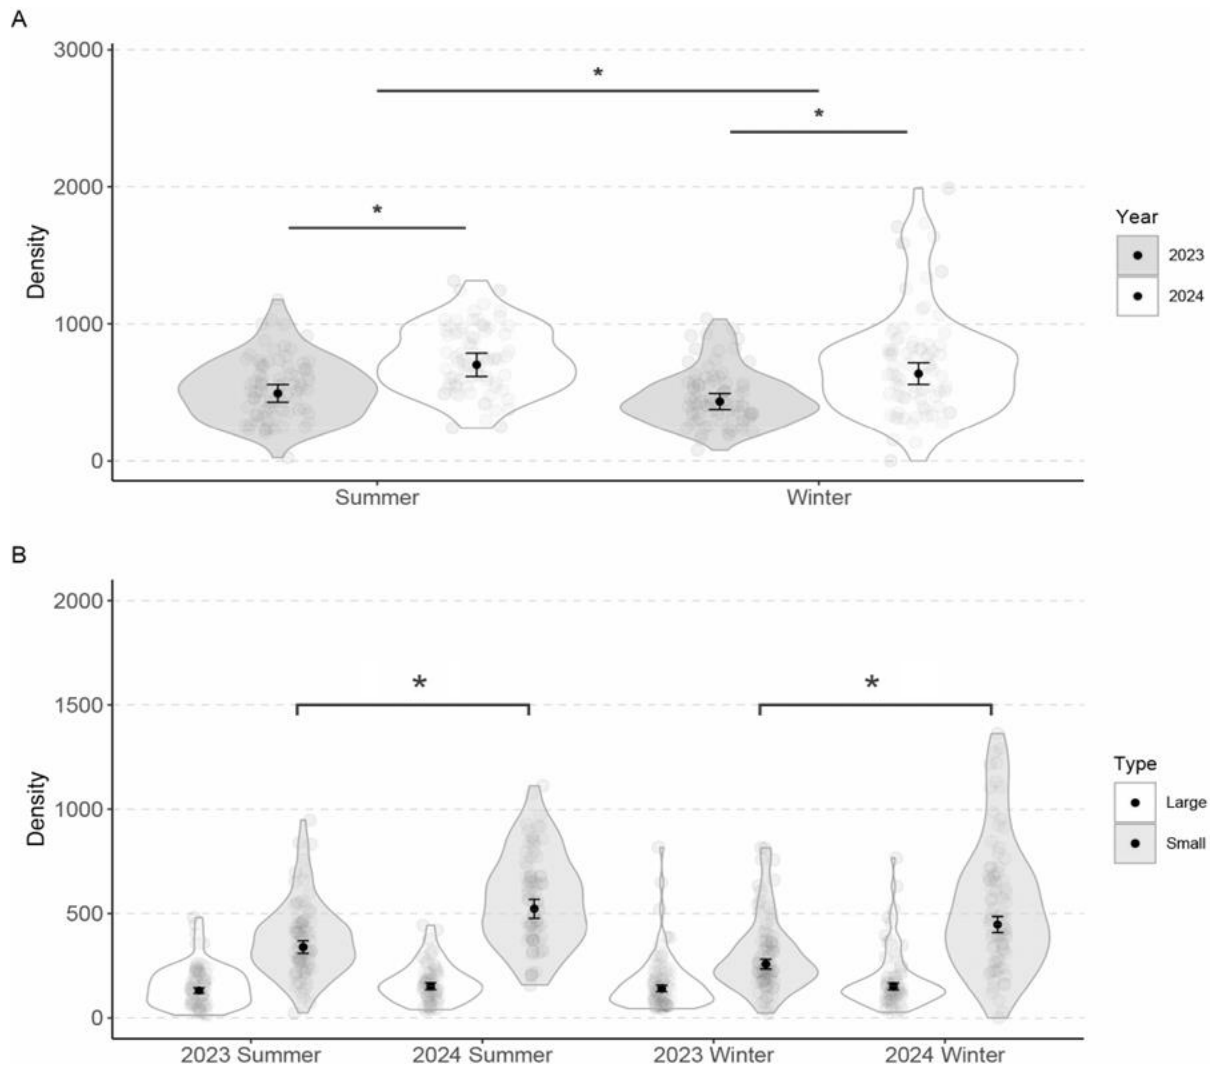 A
3000
2000
1000
0
Density
*
*
*
Summer Winter
Year
2023
2024
B
2000
1500
1000
500
0
Density
*
*
2023 Summer 2024 Summer 2023 Winter 2024 Winter
Type
Large
Small